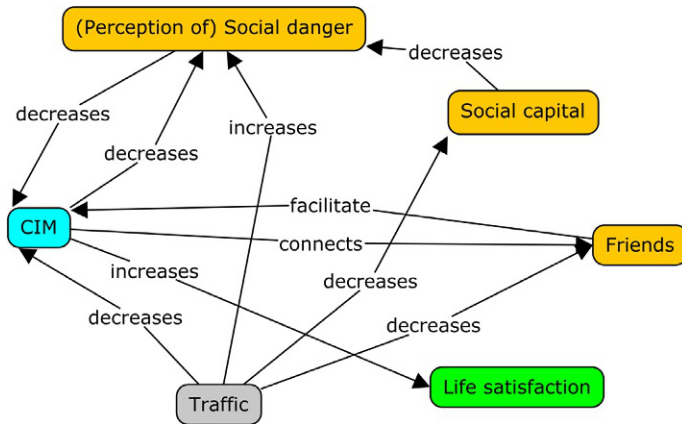 (Perception of) Social danger
decreases
decreases
increases
decreases
Social capital
facilitate
CIM
connects
Friends
increases
decreases
decreases
decreases
Traffic
Life satisfaction